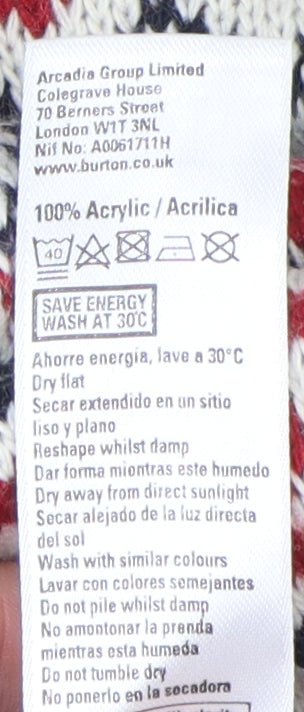 Arcadia Group Limited
Colegrave House
70 Berners Street
London W1T 3NL
Nif No: A0061711H
www.burton.co.uk
100% Acrylic / Acrilica
40
SAVE ENERGY
WASH AT 30°C
Ahorre energia, lave a 30°C
Dry flat
Secar extendido en un sitio
liso y plano
Reshape whilst damp
Dar forma mientras este humedo
Dry away from direct sunlight
Secar alejado de la luz directa
del sol
Wash with similar colours
Lavar con colores semejantes
Do not pile whilst damp
No amontonar la prenda
mientras esta humeda
Do not tumble dry
No ponerlo en la secadora